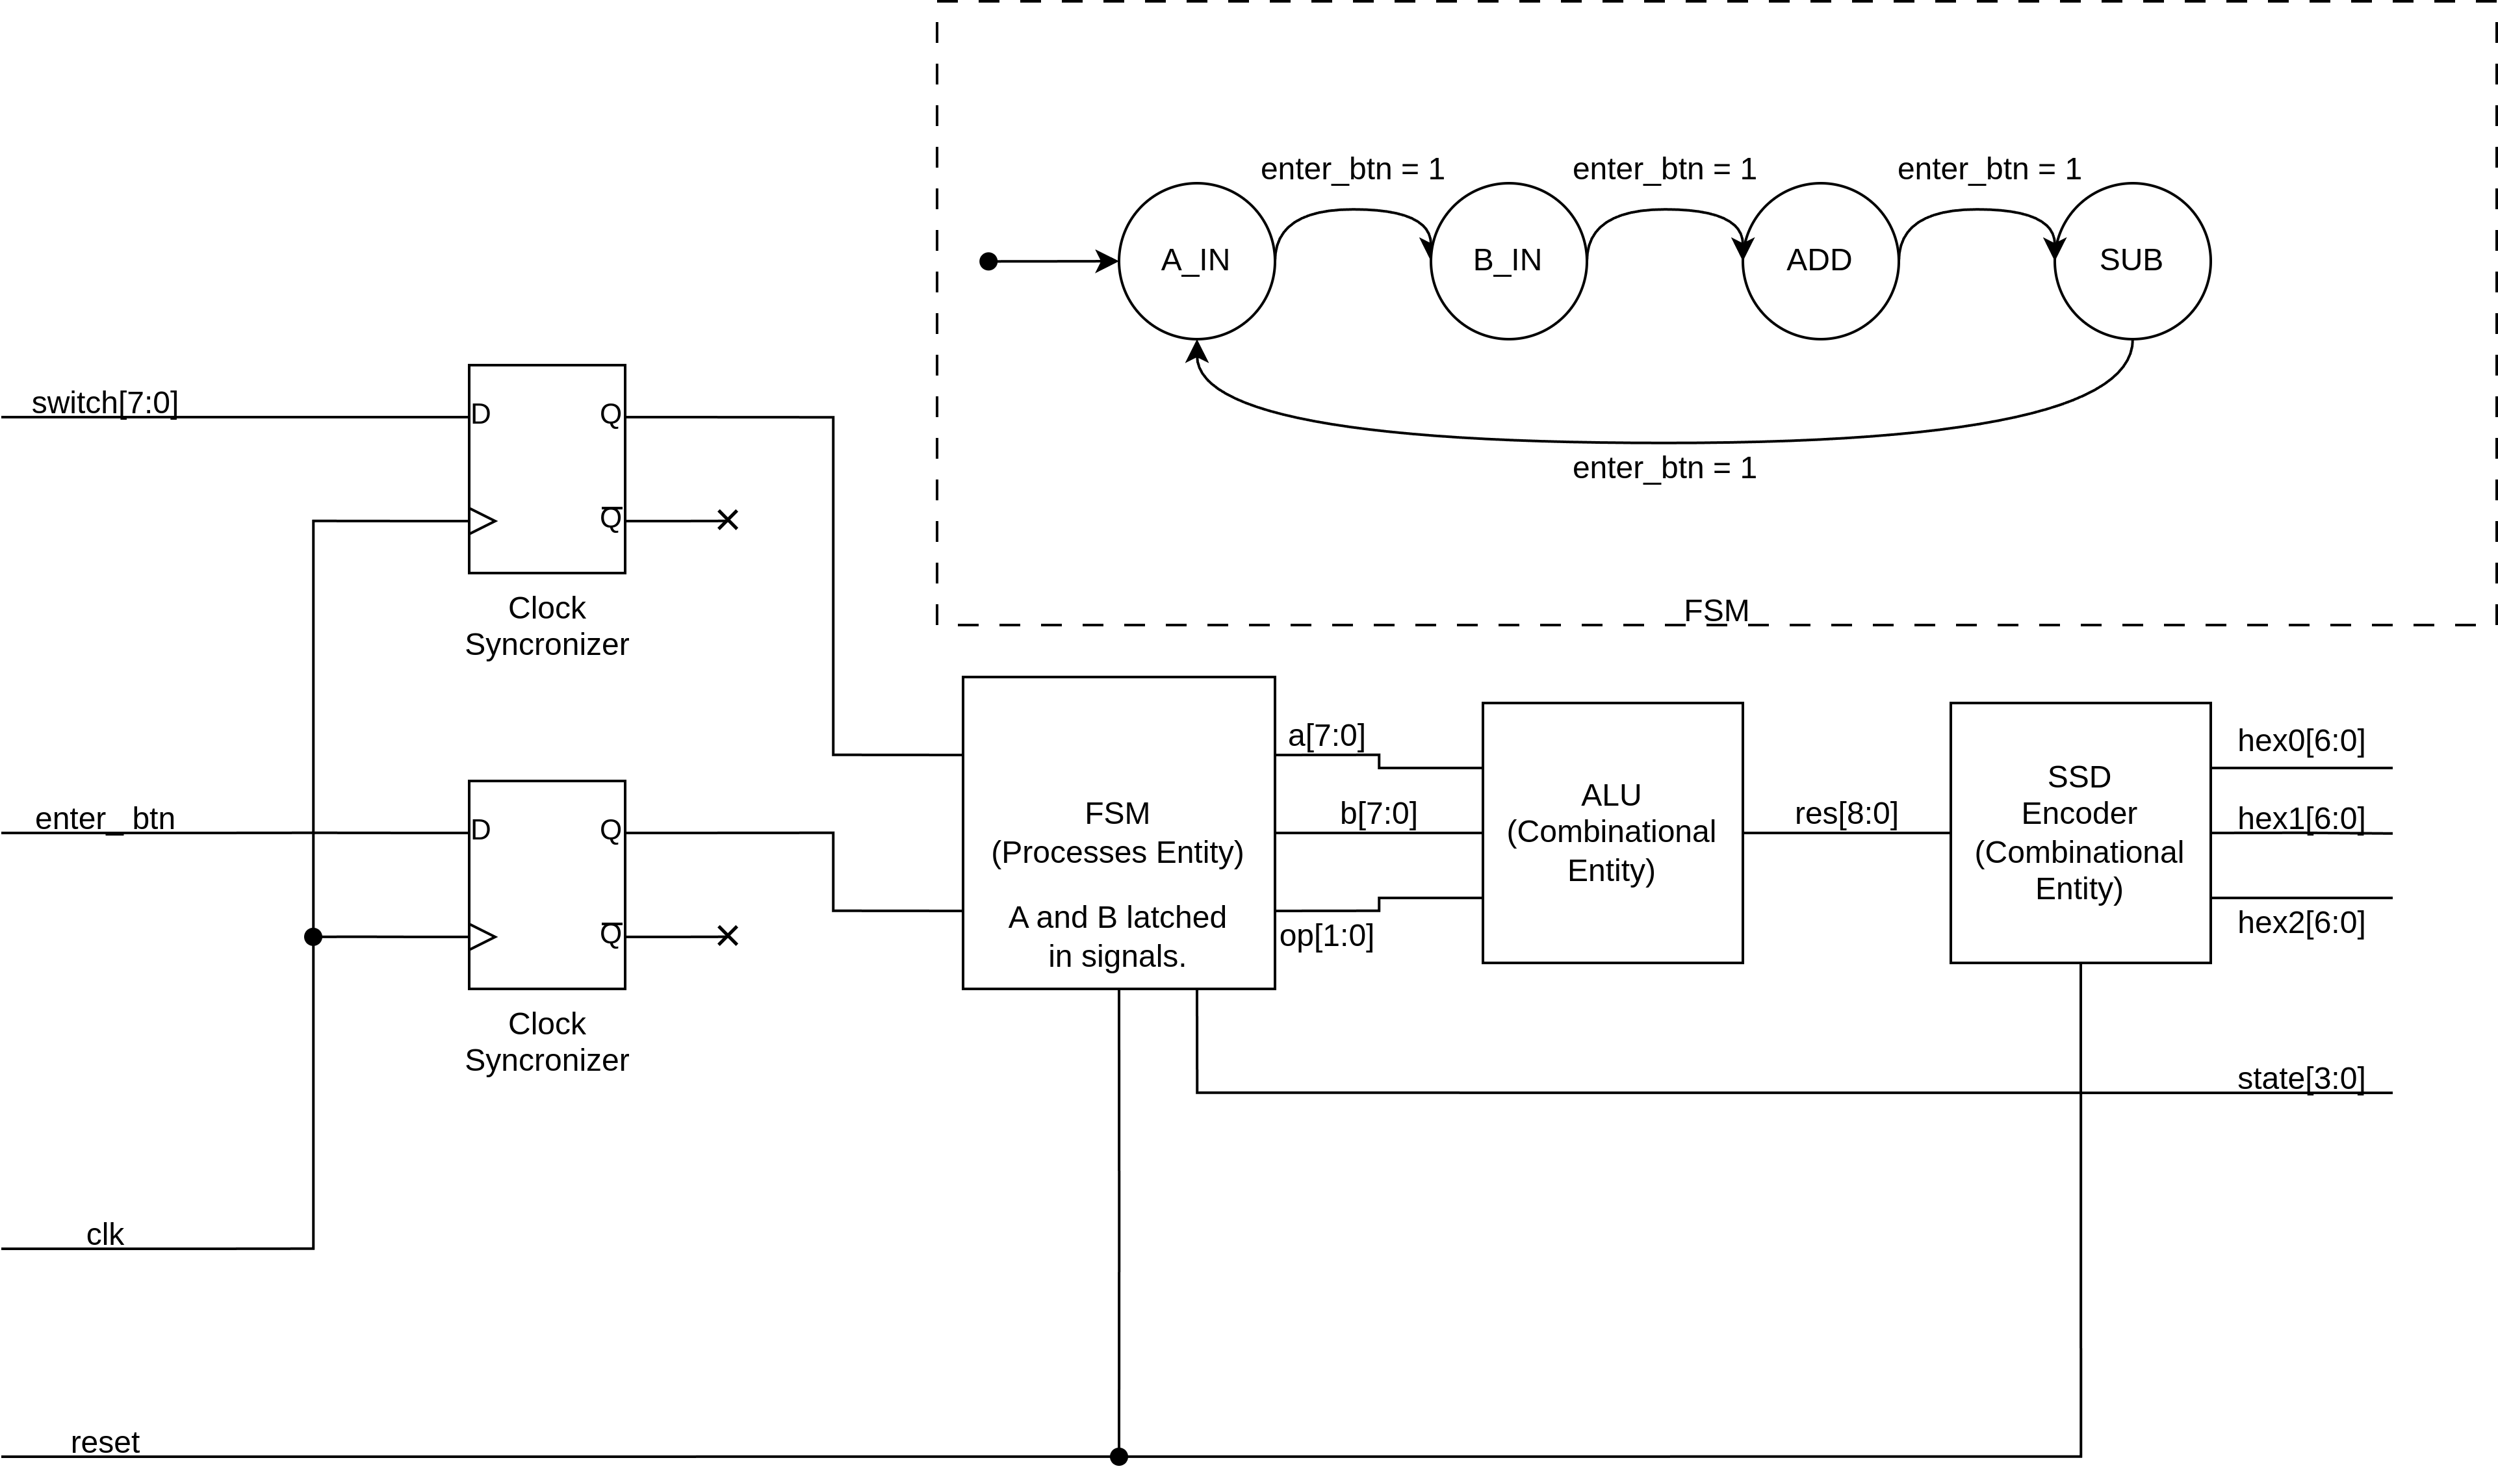 enter_btn = 1
enter_btn = 1
enter_btn = 1
A_IN
B_IN
ADD
SUB
enter_btn = 1
FSM
switch[7:0]
D
Q
Q
Clock
Syncronizer
enter_ btn
D
Q
Q
Clock
Syncronizer
clk
reset
FSM
(Processes Entity)
A and B latched
in signals.
a[7:0]
b[7:0]
op[1:0]
ALU
(Combinational
Entity)
res[8:0]
SSD
Encoder
(Combinational
Entity)
hex0[6:0]
hex1[6:0]
hex2[6:0]
state[3:0]